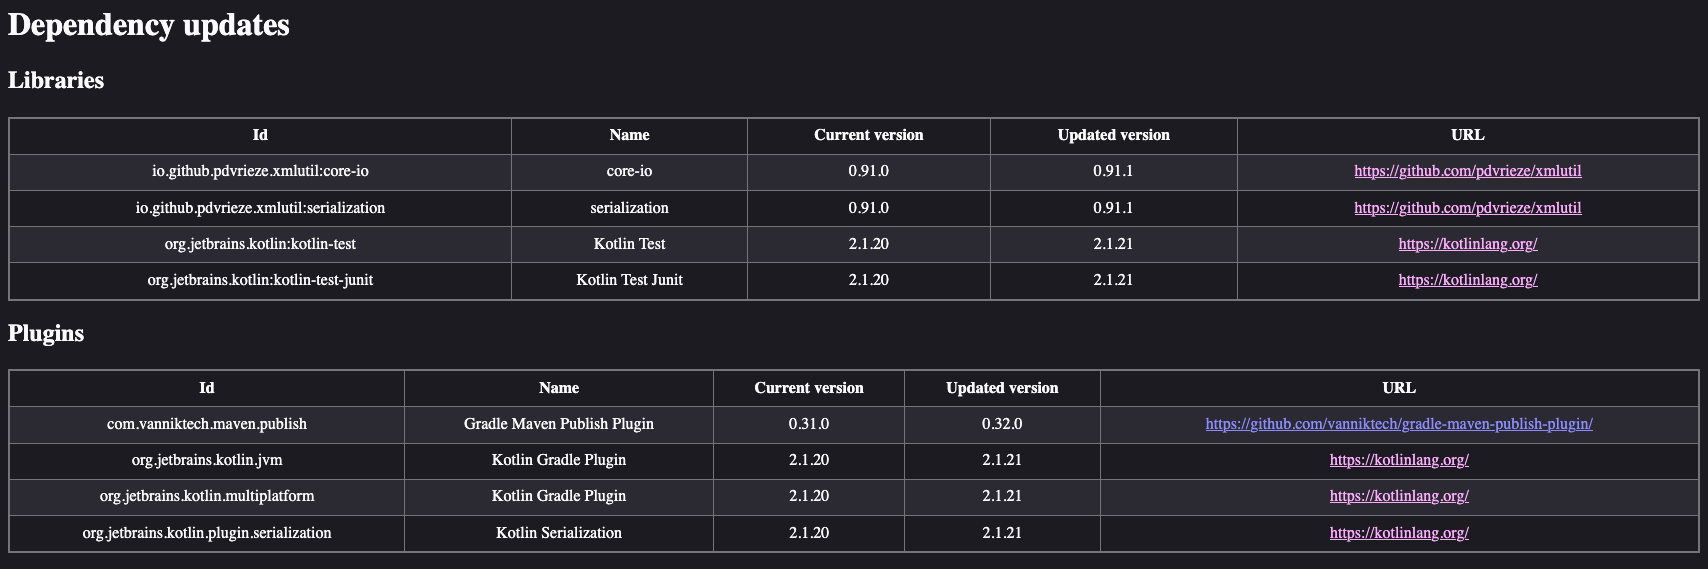 Dependency updates
Libraries
Id Name Current version Updated version URL
io.github.pdvrieze.xmlutil:core-io core-io 0.91.0 0.91.1 https://github.com/pdvrieze/xmlutil
io.github.pdvrieze.xmlutil:serialization serialization 0.91.0 0.91.1 https://github.com/pdvrieze/xmlutil
org.jetbrains.kotlin:kotlin-test Kotlin Test 2.1.20 2.1.21 https://kotlinlang.org/
org.jetbrains.kotlin:kotlin-test-junit Kotlin Test Junit 2.1.20 2.1.21 https://kotlinlang.org/
Plugins
Id Name Current version Updated version URL
com.vanniktech.maven.publish Gradle Maven Publish Plugin 0.31.0 0.32.0 https://github.com/vanniktech/gradle-maven-publish-plugin/
org.jetbrains.kotlin.jvm Kotlin Gradle Plugin 2.1.20 2.1.21 https://kotlinlang.org/
org.jetbrains.kotlin.multiplatform Kotlin Gradle Plugin 2.1.20 2.1.21 https://kotlinlang.org/
org.jetbrains.kotlin.plugin.serialization Kotlin Serialization 2.1.20 2.1.21 https://kotlinlang.org/